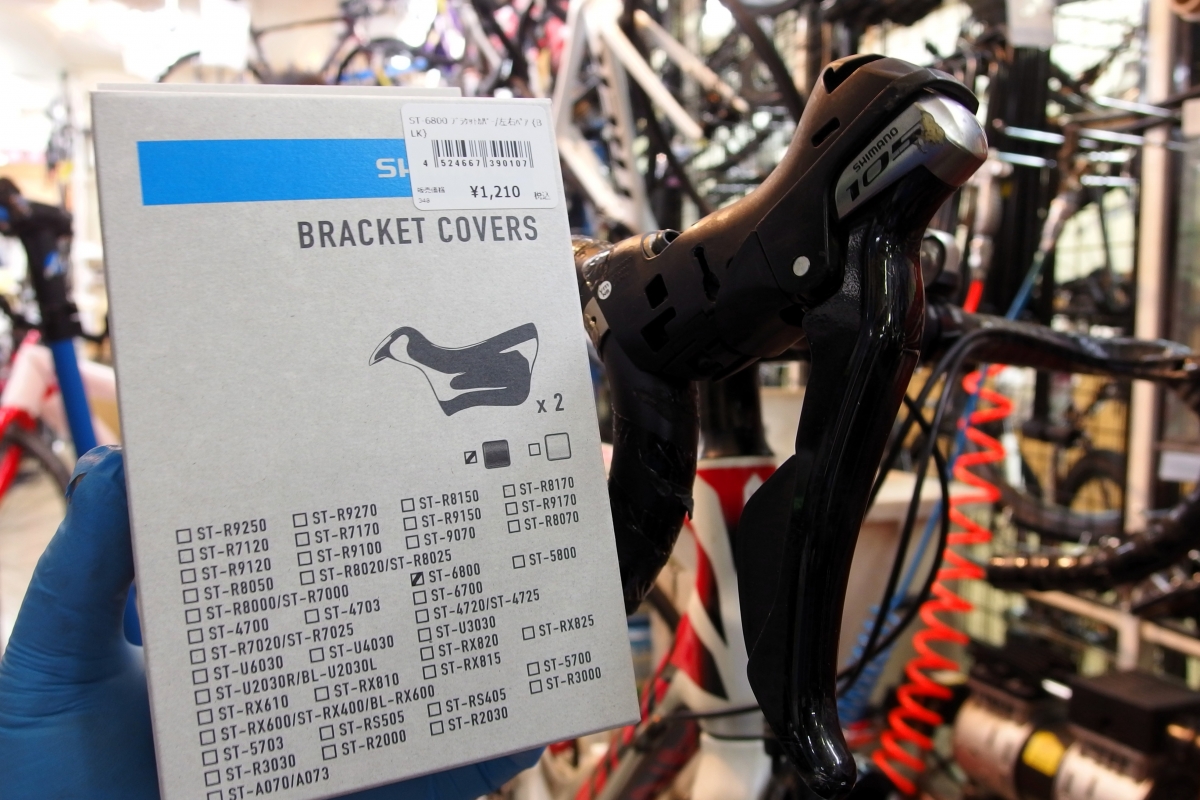 ST-6800 ﾌﾞﾗｹｯﾄｶﾊﾞｰ/左右ﾍﾟｱ (B
LK)
4 524667 390107
¥1,210
税込
SH
BRACKET COVERS
x 2
ST-R9250
ST-R9270
ST-R8150
ST-R8170
ST-R7120
ST-R7170
ST-R9150
ST-R9170
ST-R9120
ST-R9100
ST-9070
ST-R8070
ST-R8050
ST-R8020/ST-R8025
ST-R8000/ST-R7000
ST-6800
ST-5800
ST-4700
ST-4703
ST-6700
ST-R7020/ST-R7025
ST-4720/ST-4725
ST-U6030
ST-U4030
ST-U3030
ST-U2030R/BL-U2030L
ST-RX820
ST-RX825
ST-RX610
ST-RX810
ST-RX815
ST-RX600/ST-RX400/BL-RX600
ST-5700
ST-5703
ST-RS505
ST-RS405
ST-R3000
ST-R3030
ST-R2000
ST-R2030
ST-A070/A073
SHIMANO
105